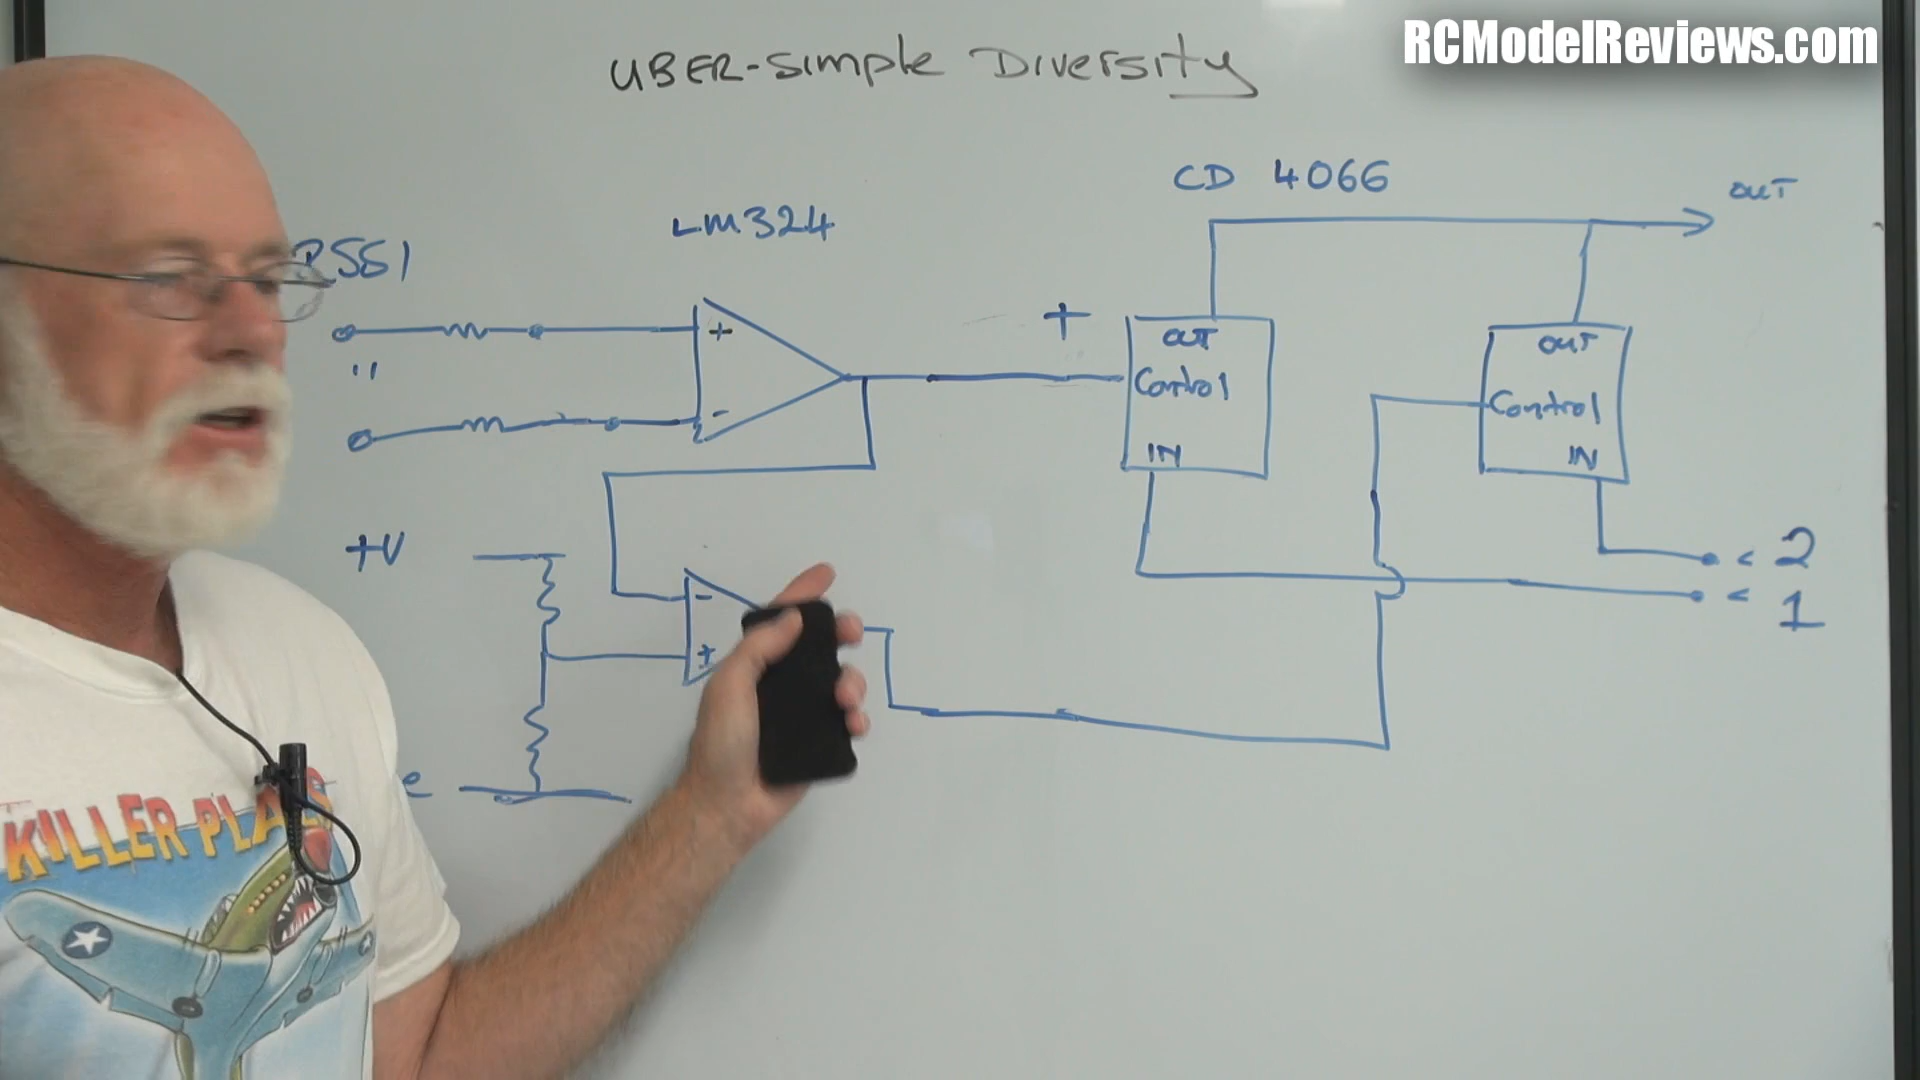 RCModelReviews.com
UBER-simple Diversity
CD 4066
OUT
LM324
RSSI
+
+
"
-
OUT
Control
IN
OUT
Control
IN
+V
-
+
< 2
< 1
e
KILLER PLANES